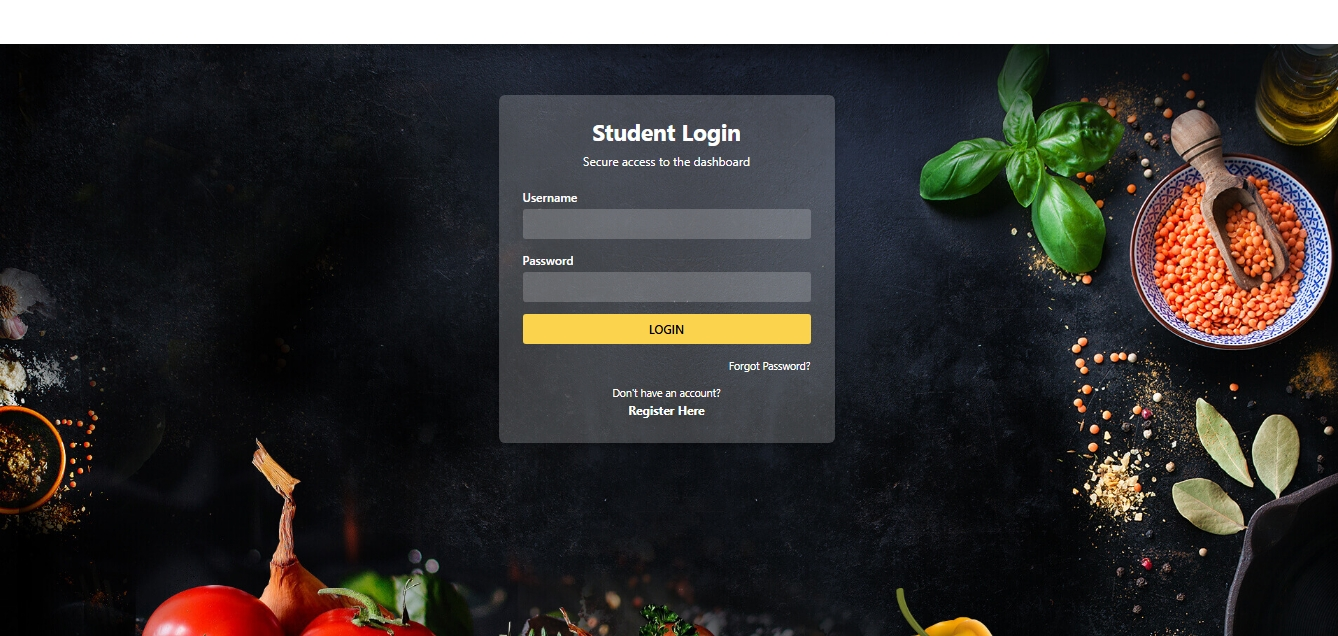 Student Login
Secure access to the dashboard
Username
Password
LOGIN
Forgot Password?
Don't have an account?
Register Here